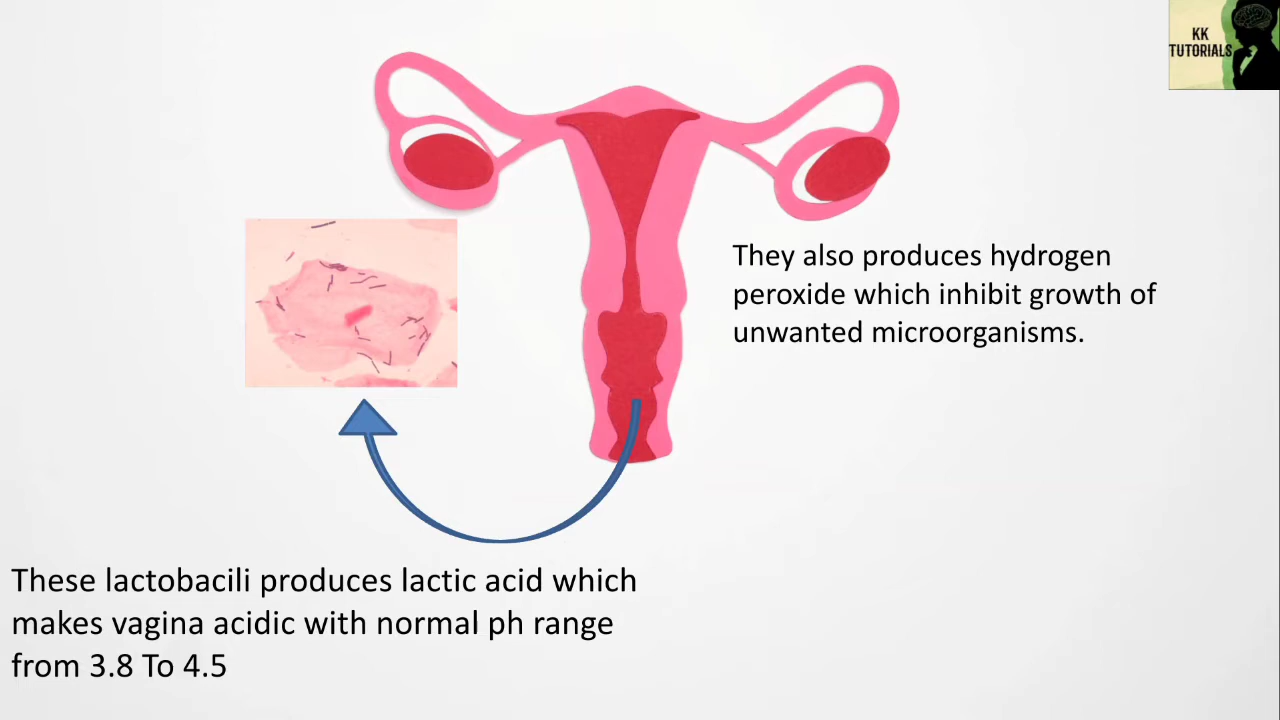 KK
TUTORIALS
They also produces hydrogen
peroxide which inhibit growth of
unwanted microorganisms.
These lactobacili produces lactic acid which
makes vagina acidic with normal ph range
from 3.8 To 4.5